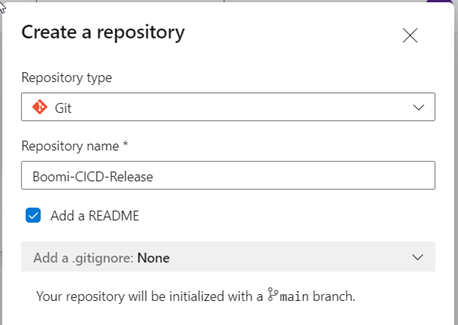 Create a repository
Repository type
Git
Repository name *
Boomi-CICD-Release
Add a README
Add a .gitignore: None
Your repository will be initialized with a main branch.